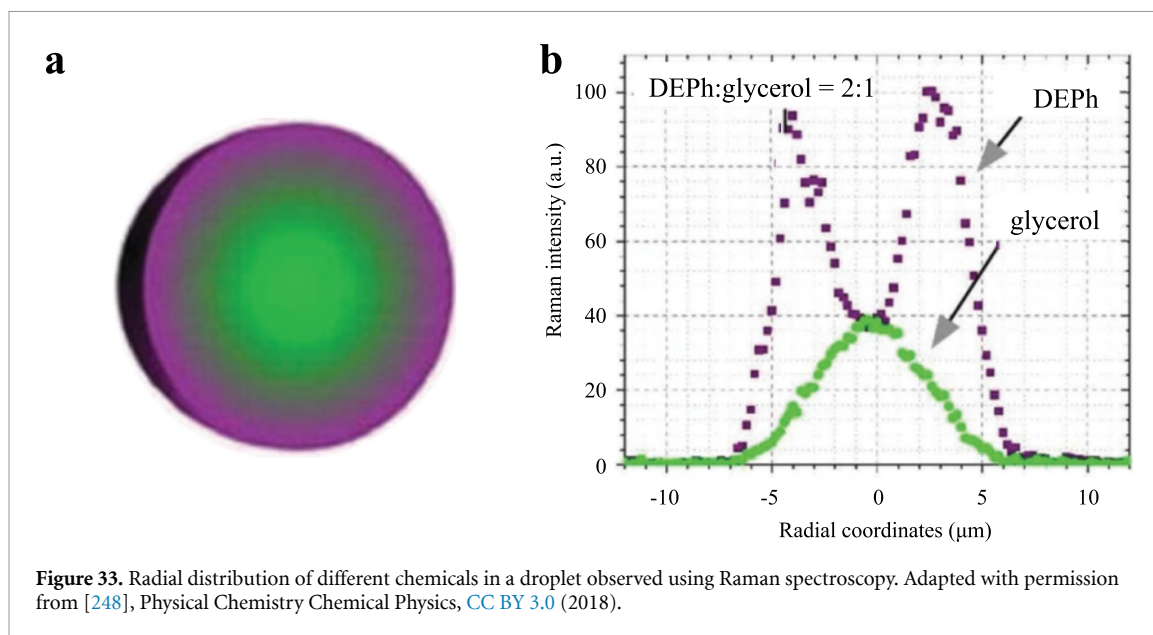 a
b
DEPh:glycerol = 2:1
DEPh
glycerol
100
80
60
40
20
0
Raman intensity (a.u.)
-10 -5 0 5 10
Radial coordinates (μm)
Figure 33. Radial distribution of different chemicals in a droplet observed using Raman spectroscopy. Adapted with permission
from [248], Physical Chemistry Chemical Physics, CC BY 3.0 (2018).